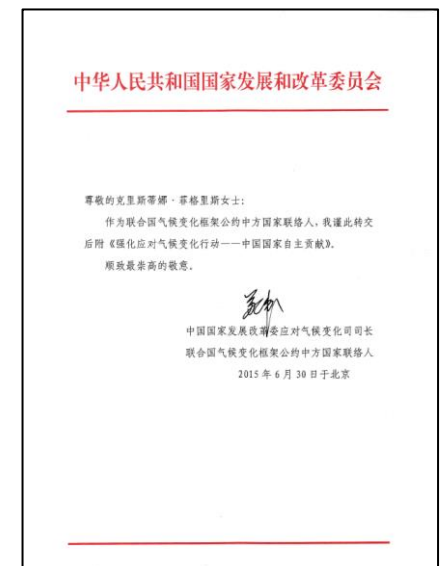 中华人民共和国国家发展和改革委员会
尊敬的克里斯蒂娜·菲格里斯女士：
作为联合国气候变化框架公约中方国家联络人，我谨此转交
后附《强化应对气候变化行动——中国国家自主贡献》。
顺致最崇高的敬意。
中国国家发展改革委应对气候变化司司长
联合国气候变化框架公约中方国家联络人
2015年6月30日于北京